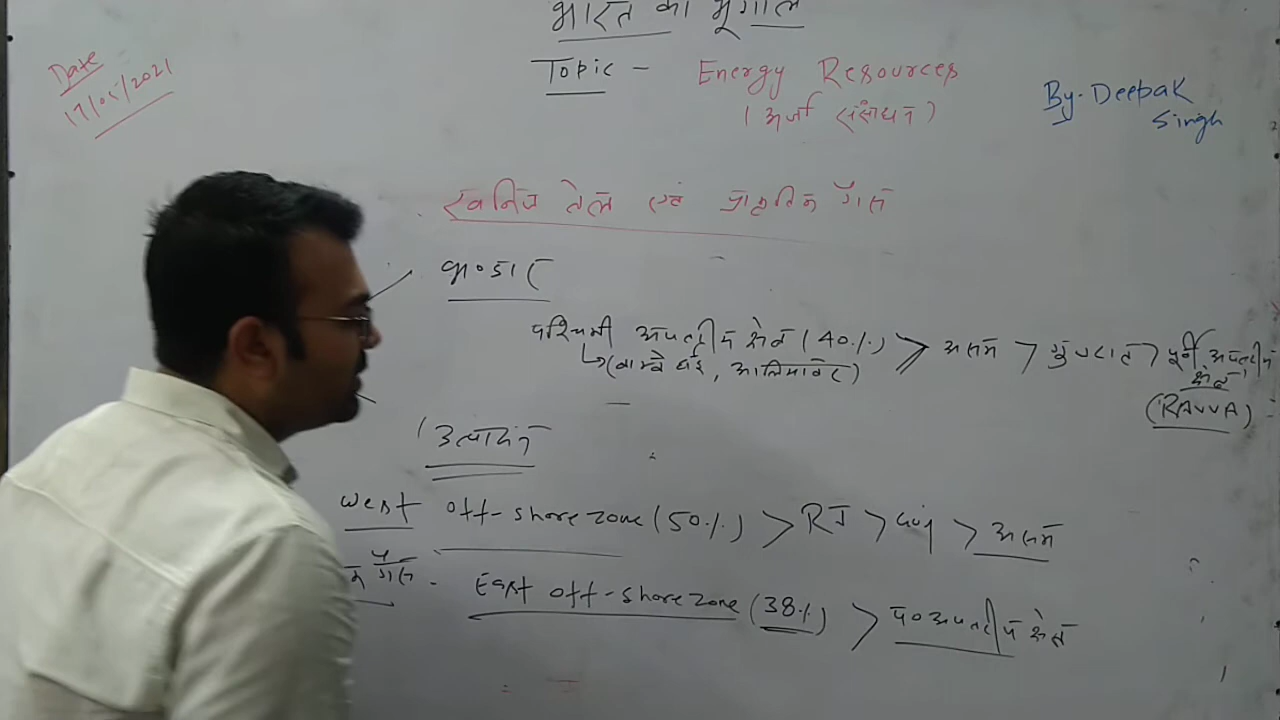 भारत का भूगोल
Date
17/05/2021
Topic - Energy Resources
(ऊर्जा संसाधन)
By. Deepak
Singh
खनिज तेल एवं प्राकृतिक गैस
भण्डार
पश्चिमी अपतटीय क्षेत्र (40%) > असम > गुजरात > पूर्वी अपतटीय
क्षेत्र
(बाम्बे हाई, आलियाबेट)
(RAVVA)
उत्पादन
West off-shore zone (50%) > RJ > > असम
गैस - East off-shore zone (38%) > प० अपतटीय क्षेत्र